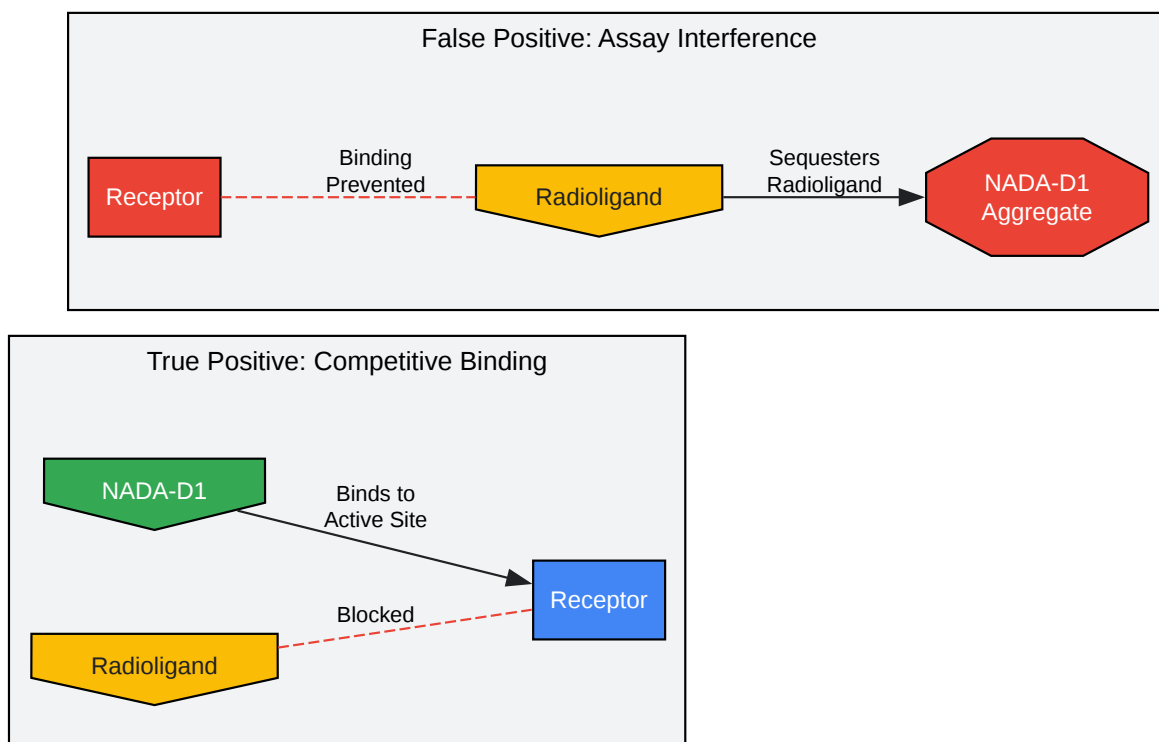 False Positive: Assay Interference
Receptor
Binding
Prevented
Radioligand
Sequesters
Radioligand
NADA-D1
Aggregate
True Positive: Competitive Binding
NADA-D1
Binds to
Active Site
Receptor
Blocked
Radioligand